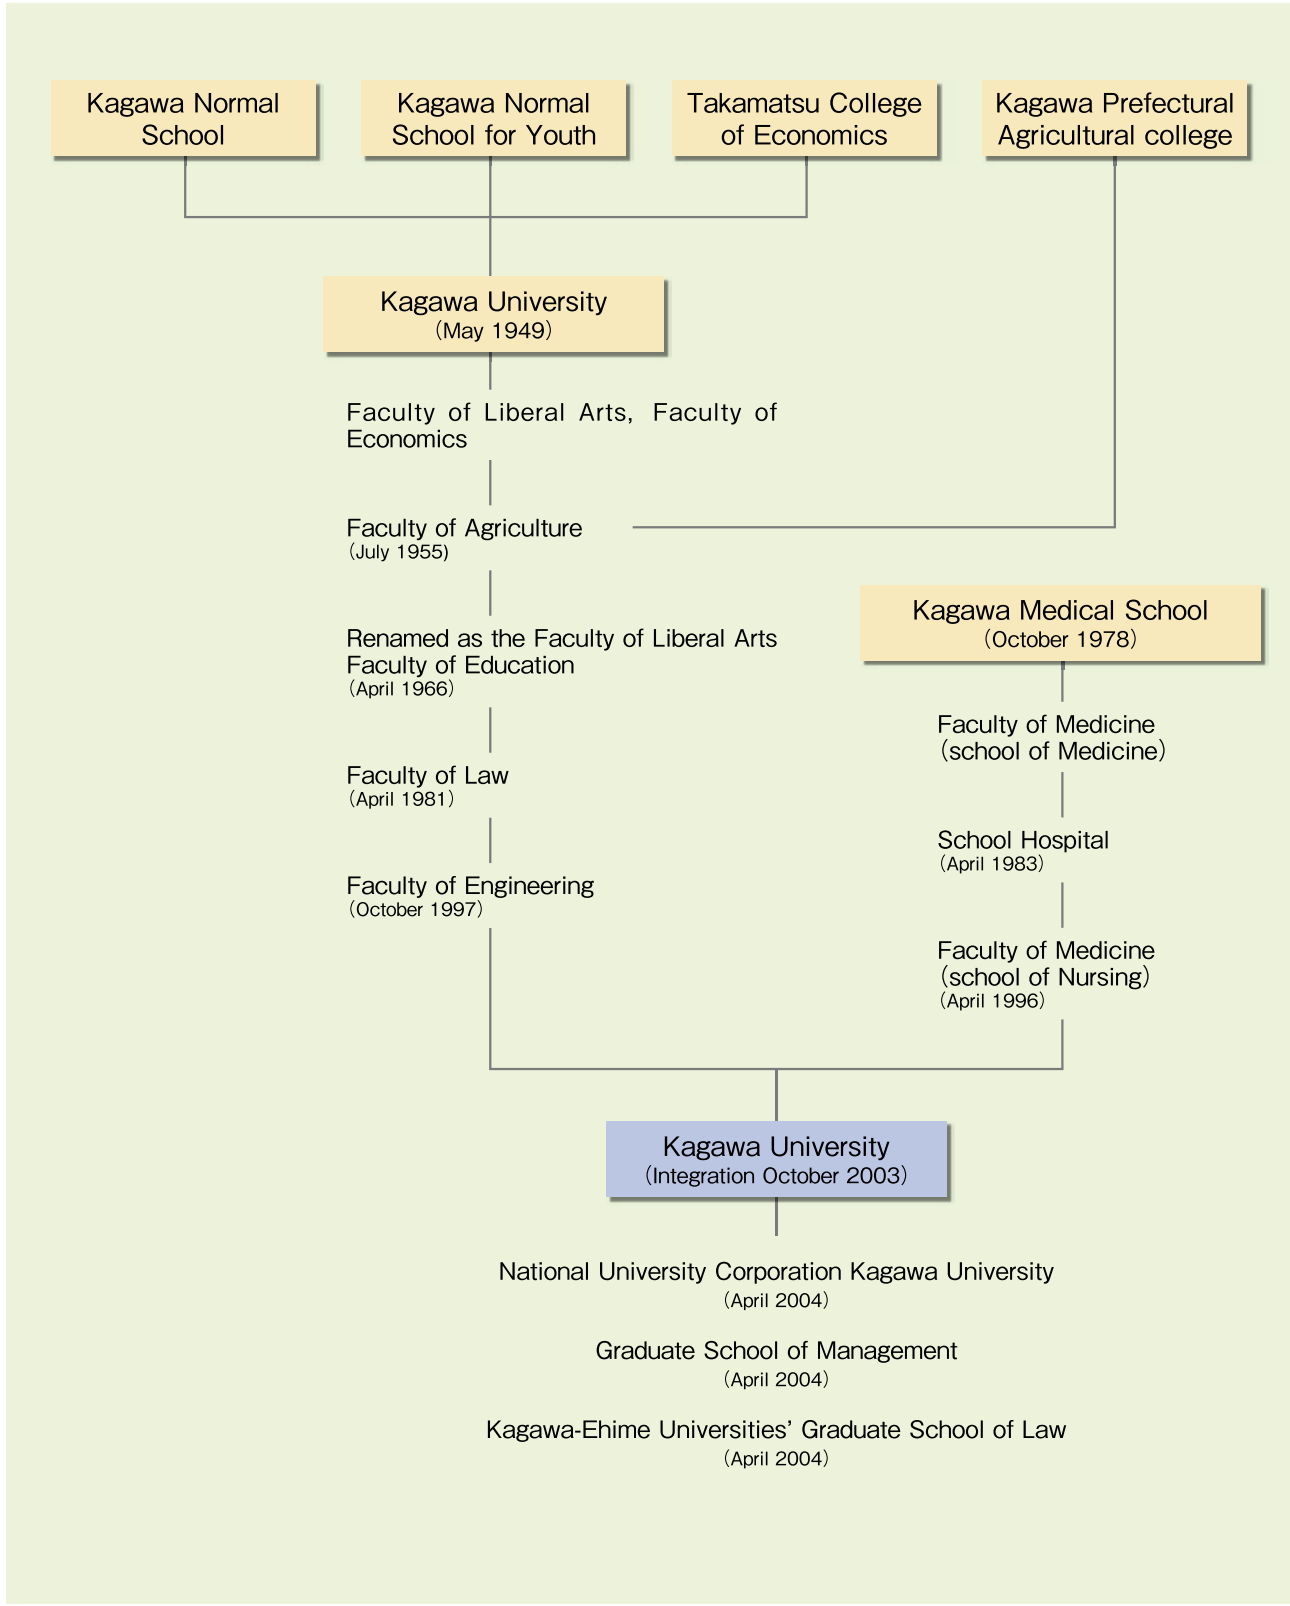 Kagawa Normal
School
Kagawa Normal
School for Youth
Takamatsu College
of Economics
Kagawa Prefectural
Agricultural college
Kagawa University
(May 1949)
Faculty of Liberal Arts, Faculty of
Economics
Faculty of Agriculture
(July 1955)
Renamed as the Faculty of Liberal Arts
Faculty of Education
(April 1966)
Faculty of Law
(April 1981)
Faculty of Engineering
(October 1997)
Kagawa Medical School
(October 1978)
Faculty of Medicine
(school of Medicine)
School Hospital
(April 1983)
Faculty of Medicine
(school of Nursing)
(April 1996)
Kagawa University
(Integration October 2003)
National University Corporation Kagawa University
(April 2004)
Graduate School of Management
(April 2004)
Kagawa-Ehime Universities’ Graduate School of Law
(April 2004)